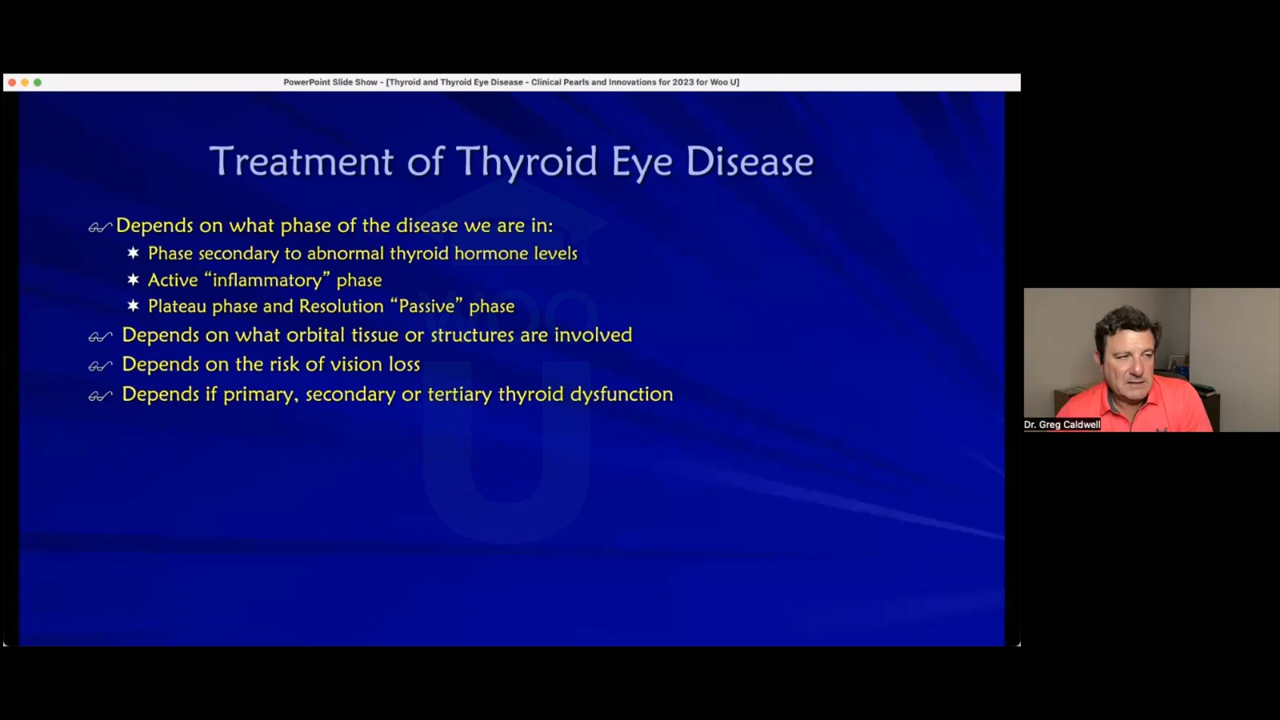 PowerPoint Slide Show - [Thyroid and Thyroid Eye Disease - Clinical Pearls and Innovations for 2023 for Woo U]
Treatment of Thyroid Eye Disease
Depends on what phase of the disease we are in:
Phase secondary to abnormal thyroid hormone levels
Active “inflammatory” phase
Plateau phase and Resolution “Passive” phase
Depends on what orbital tissue or structures are involved
Depends on the risk of vision loss
Depends if primary, secondary or tertiary thyroid dysfunction
WOO
U
Dr. Greg Caldwell